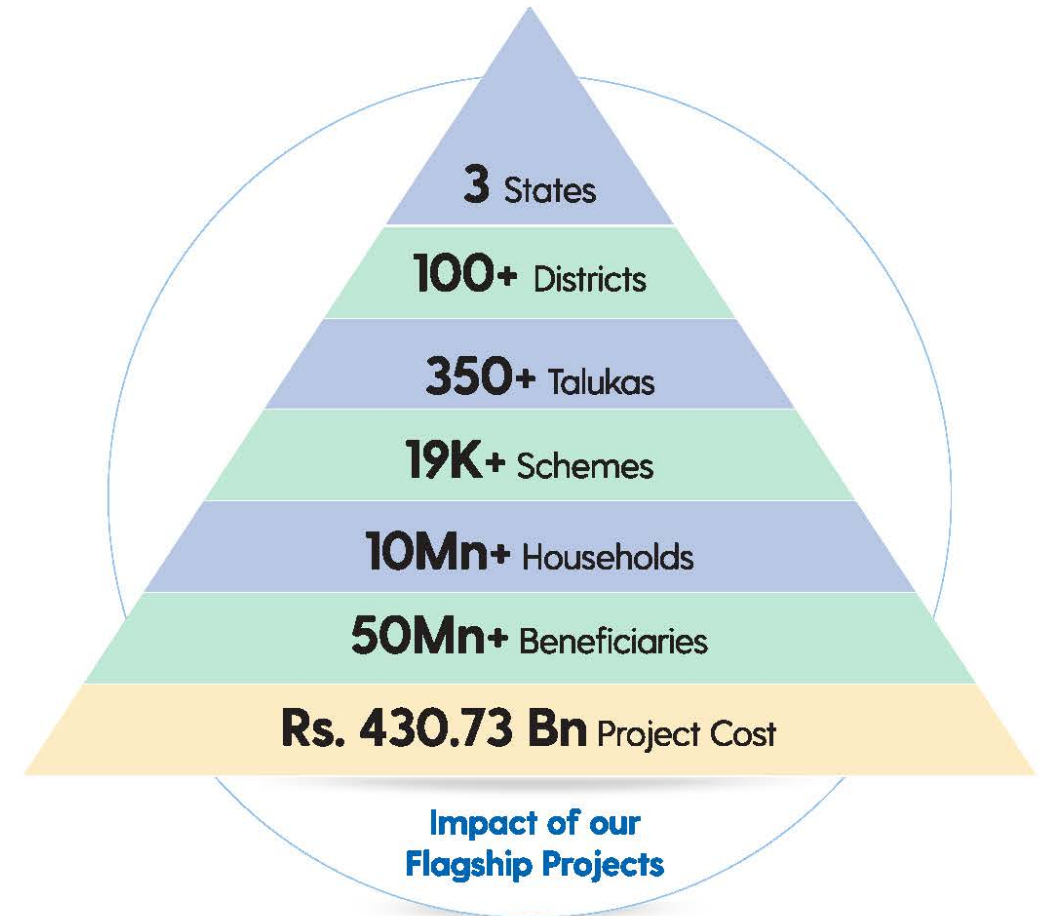 3 States
100+ Districts
350+ Talukas
19K+ Schemes
10Mn+ Households
50Mn+ Beneficiaries
Rs. 430.73 Bn Project Cost
Impact of our
Flagship Projects